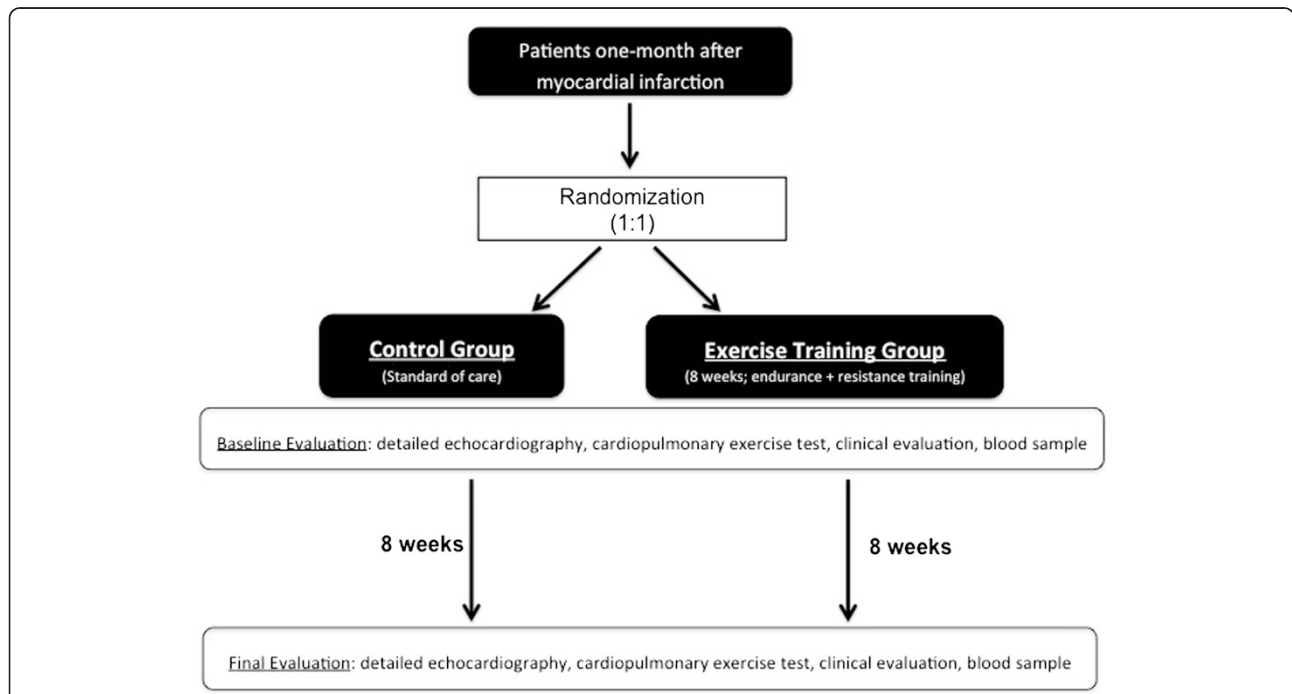 Patients one-month after
myocardial infarction
Randomization
(1:1)
Control Group
(Standard of care)
Exercise Training Group
(8 weeks; endurance + resistance training)
Baseline Evaluation: detailed echocardiography, cardiopulmonary exercise test, clinical evaluation, blood sample
8 weeks
8 weeks
Final Evaluation: detailed echocardiography, cardiopulmonary exercise test, clinical evaluation, blood sample